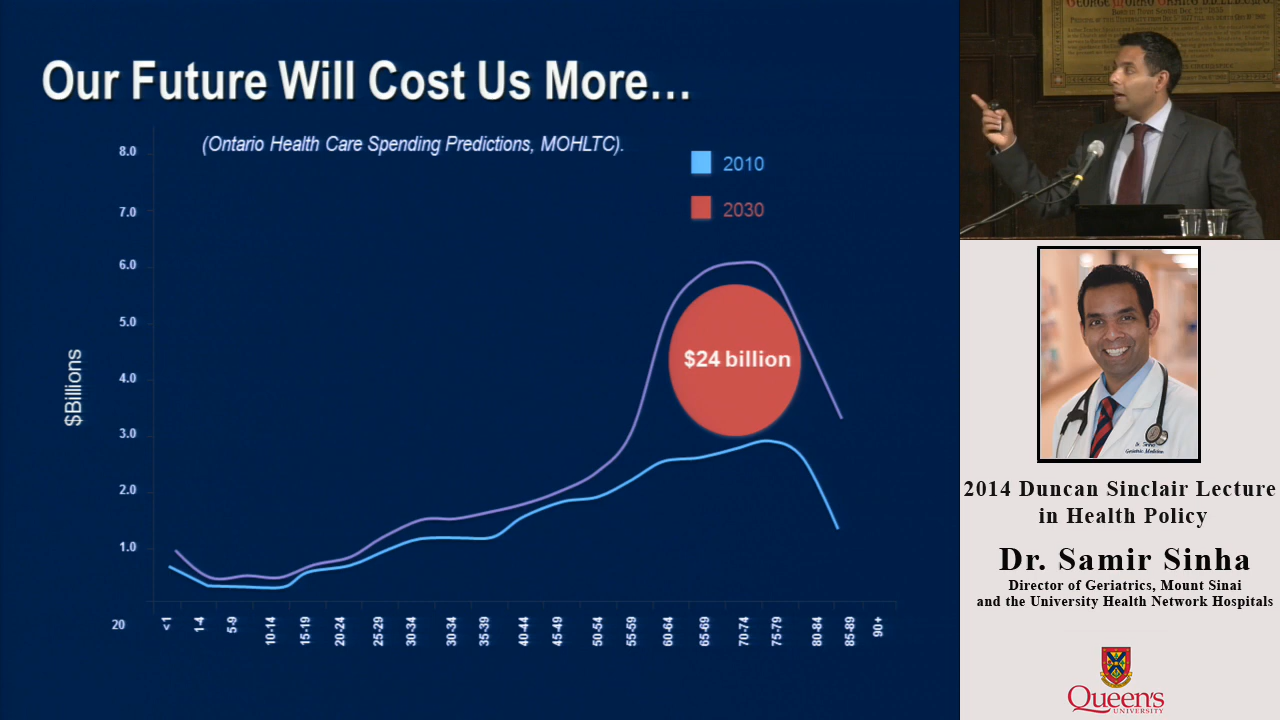 Our Future Will Cost Us More...
(Ontario Health Care Spending Predictions, MOHLTC).
2010
2030
8.0
7.0
6.0
5.0
4.0
3.0
2.0
1.0
$Billions
$24 billion
20
<1
1-4
5-9
10-14
15-19
20-24
25-29
30-34
30-34
35-39
40-44
45-49
50-54
55-59
60-64
65-69
70-74
75-79
80-84
85-89
90+
Dr. Sinha
Geriatric Medicine
2014 Duncan Sinclair Lecture
in Health Policy
Dr. Samir Sinha
Director of Geriatrics, Mount Sinai
and the University Health Network Hospitals
Queen's
UNIVERSITY